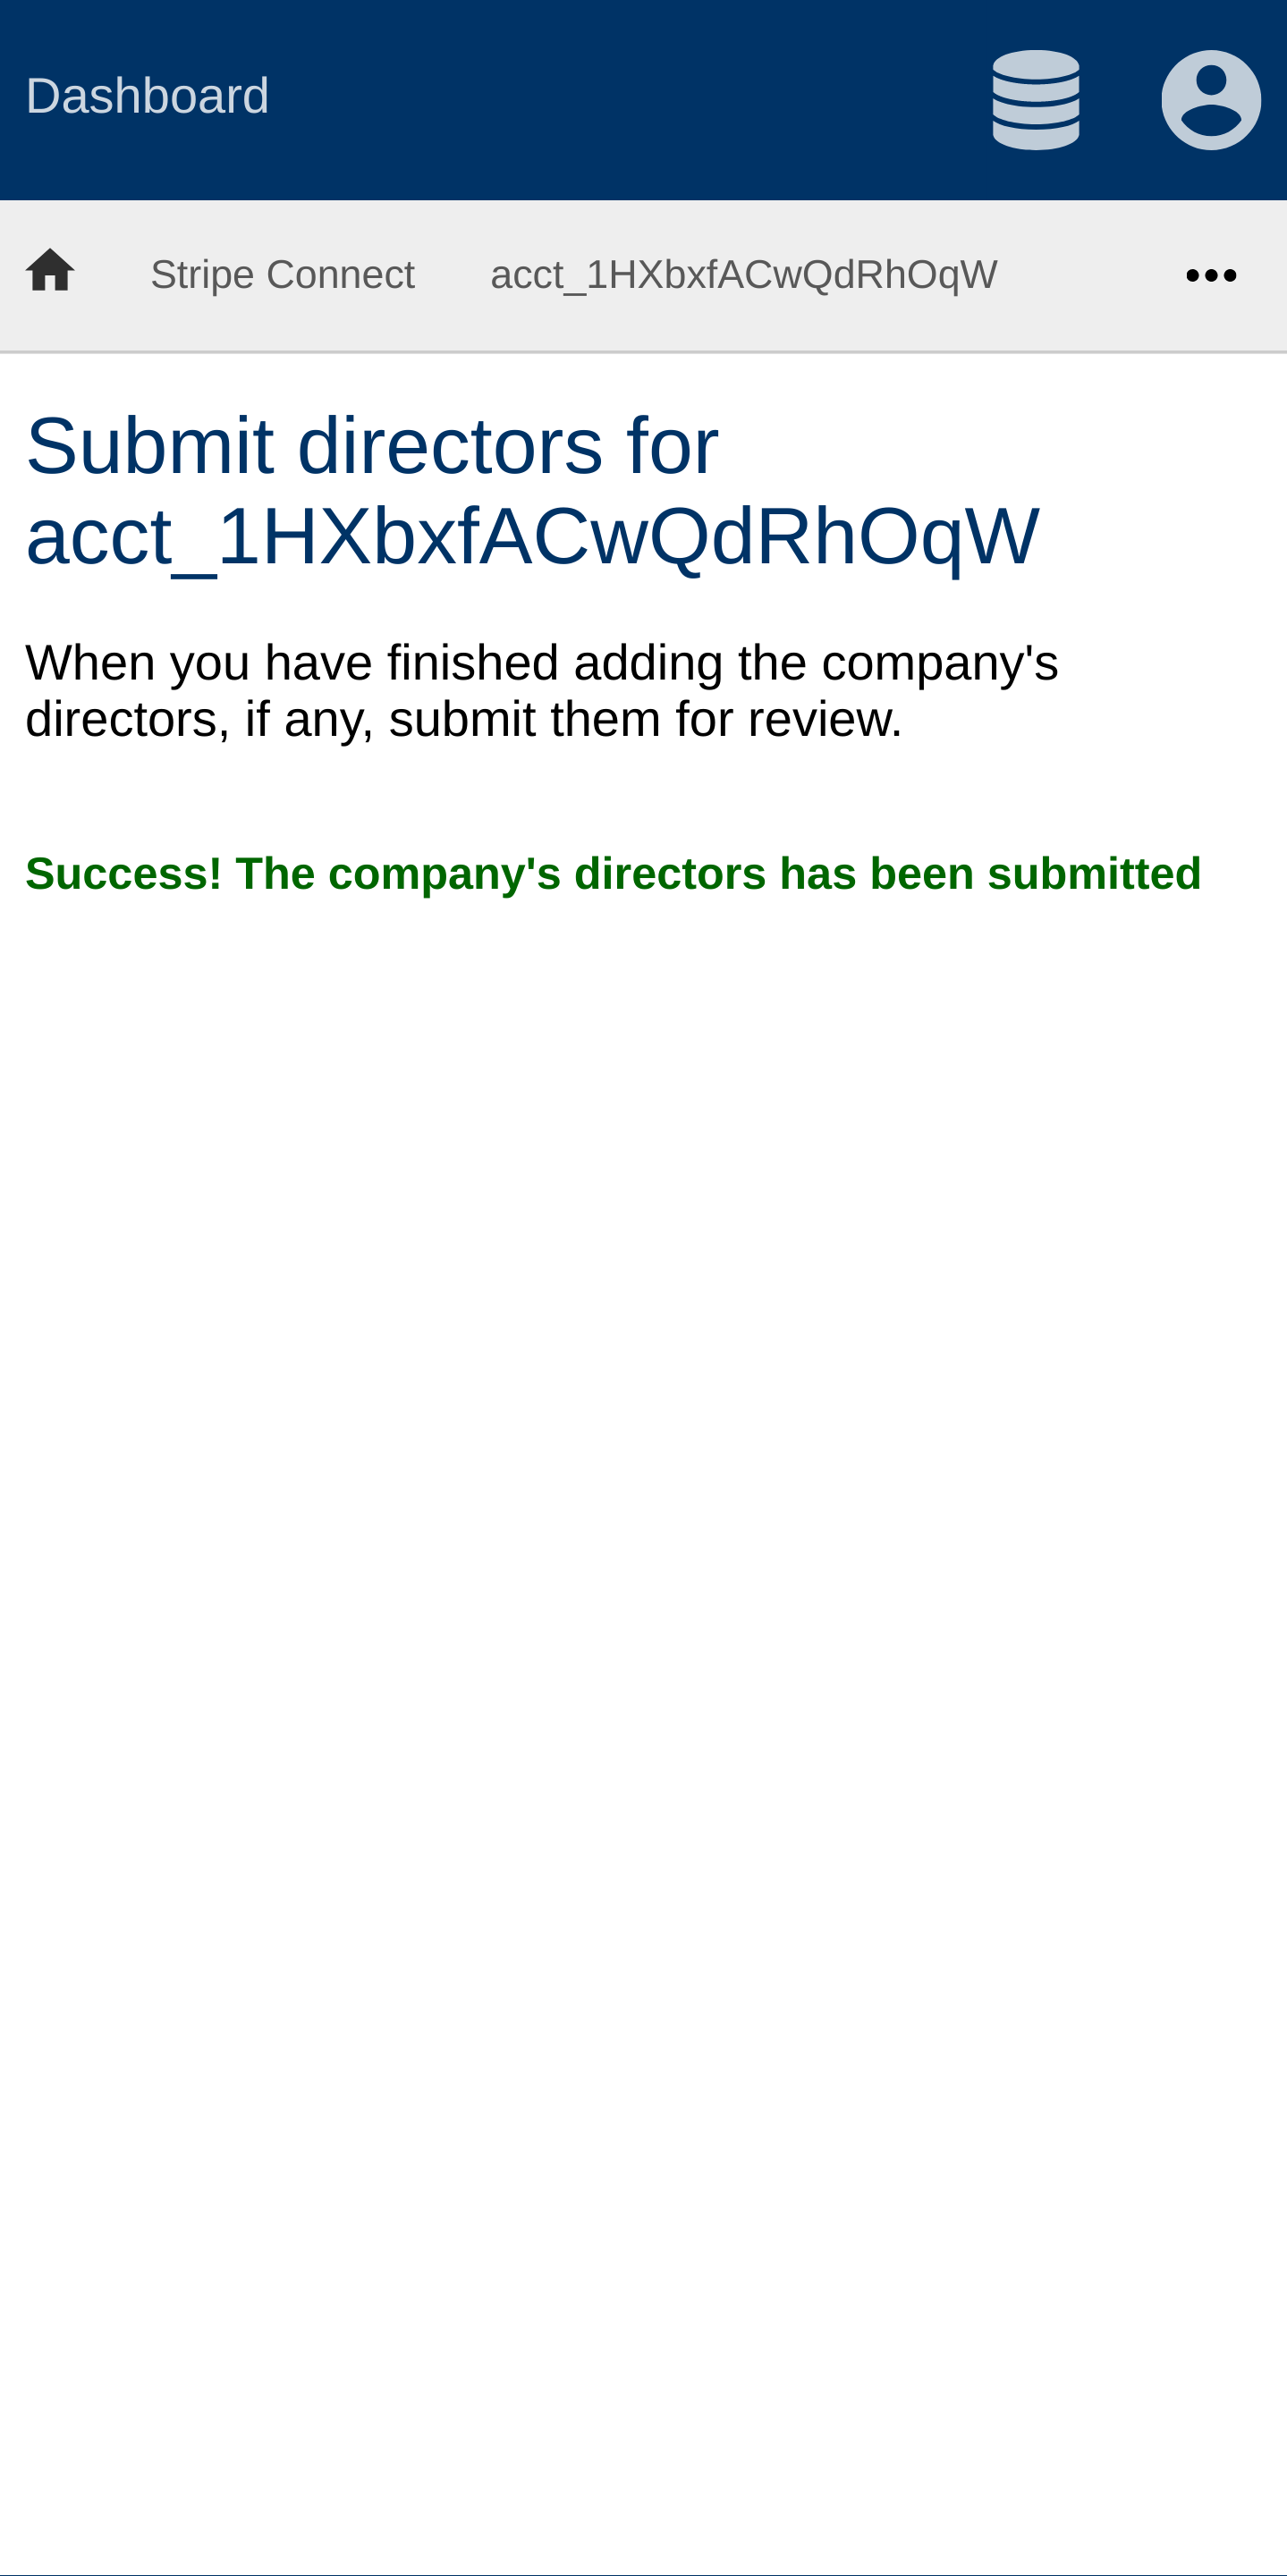 Dashboard
Stripe Connect acct_1HXbxfACwQdRhOqW
Submit directors for
acct_1HXbxfACwQdRhOqW
When you have finished adding the company's
directors, if any, submit them for review.
Success! The company's directors has been submitted